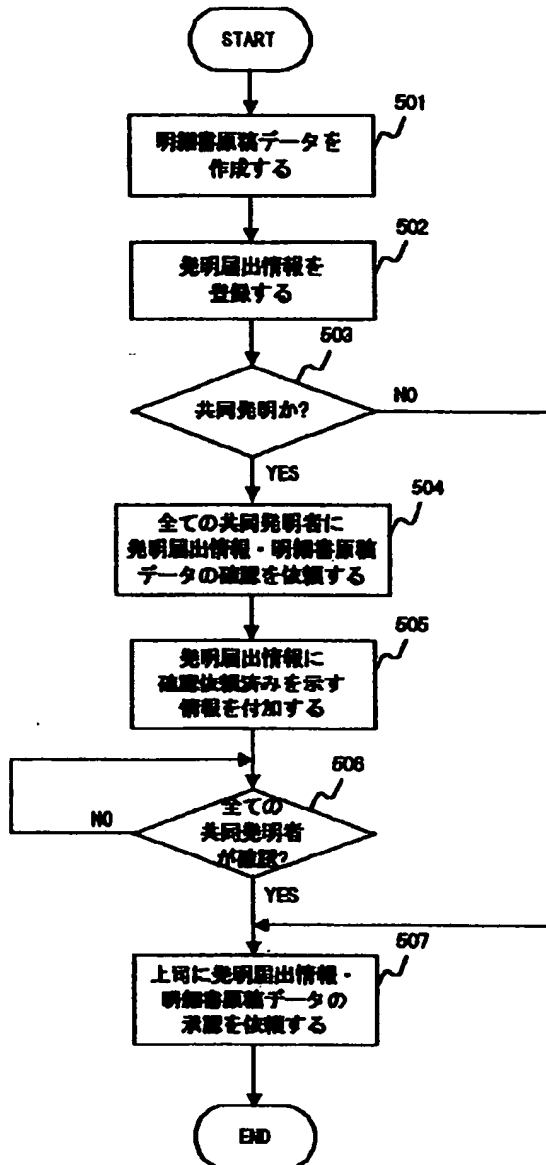 START
501
明細書原稿データを
作成する
502
発明届出情報を
登録する
503
共同発明か?
NO
YES
504
全ての共同発明者に
発明届出情報・明細書原稿
データの確認を依頼する
505
発明届出情報に
確認依頼済みを示す
情報を付加する
506
全ての
共同発明者
が確認?
NO
YES
507
上司に発明届出情報・
明細書原稿データの
承認を依頼する
END